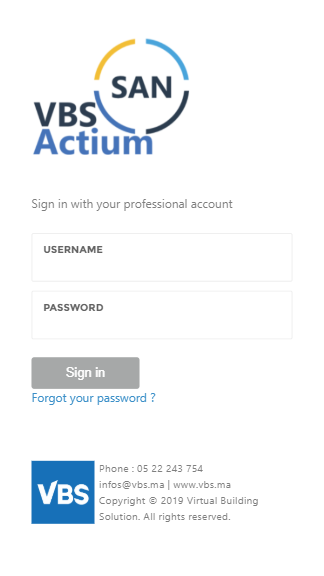 SAN
VBS
Actium
Sign in with your professional account
USERNAME
PASSWORD
Sign in
Forgot your password ?
VBS
Phone : 05 22 243 754
infos@vbs.ma | www.vbs.ma
Copyright © 2019 Virtual Building
Solution. All rights reserved.